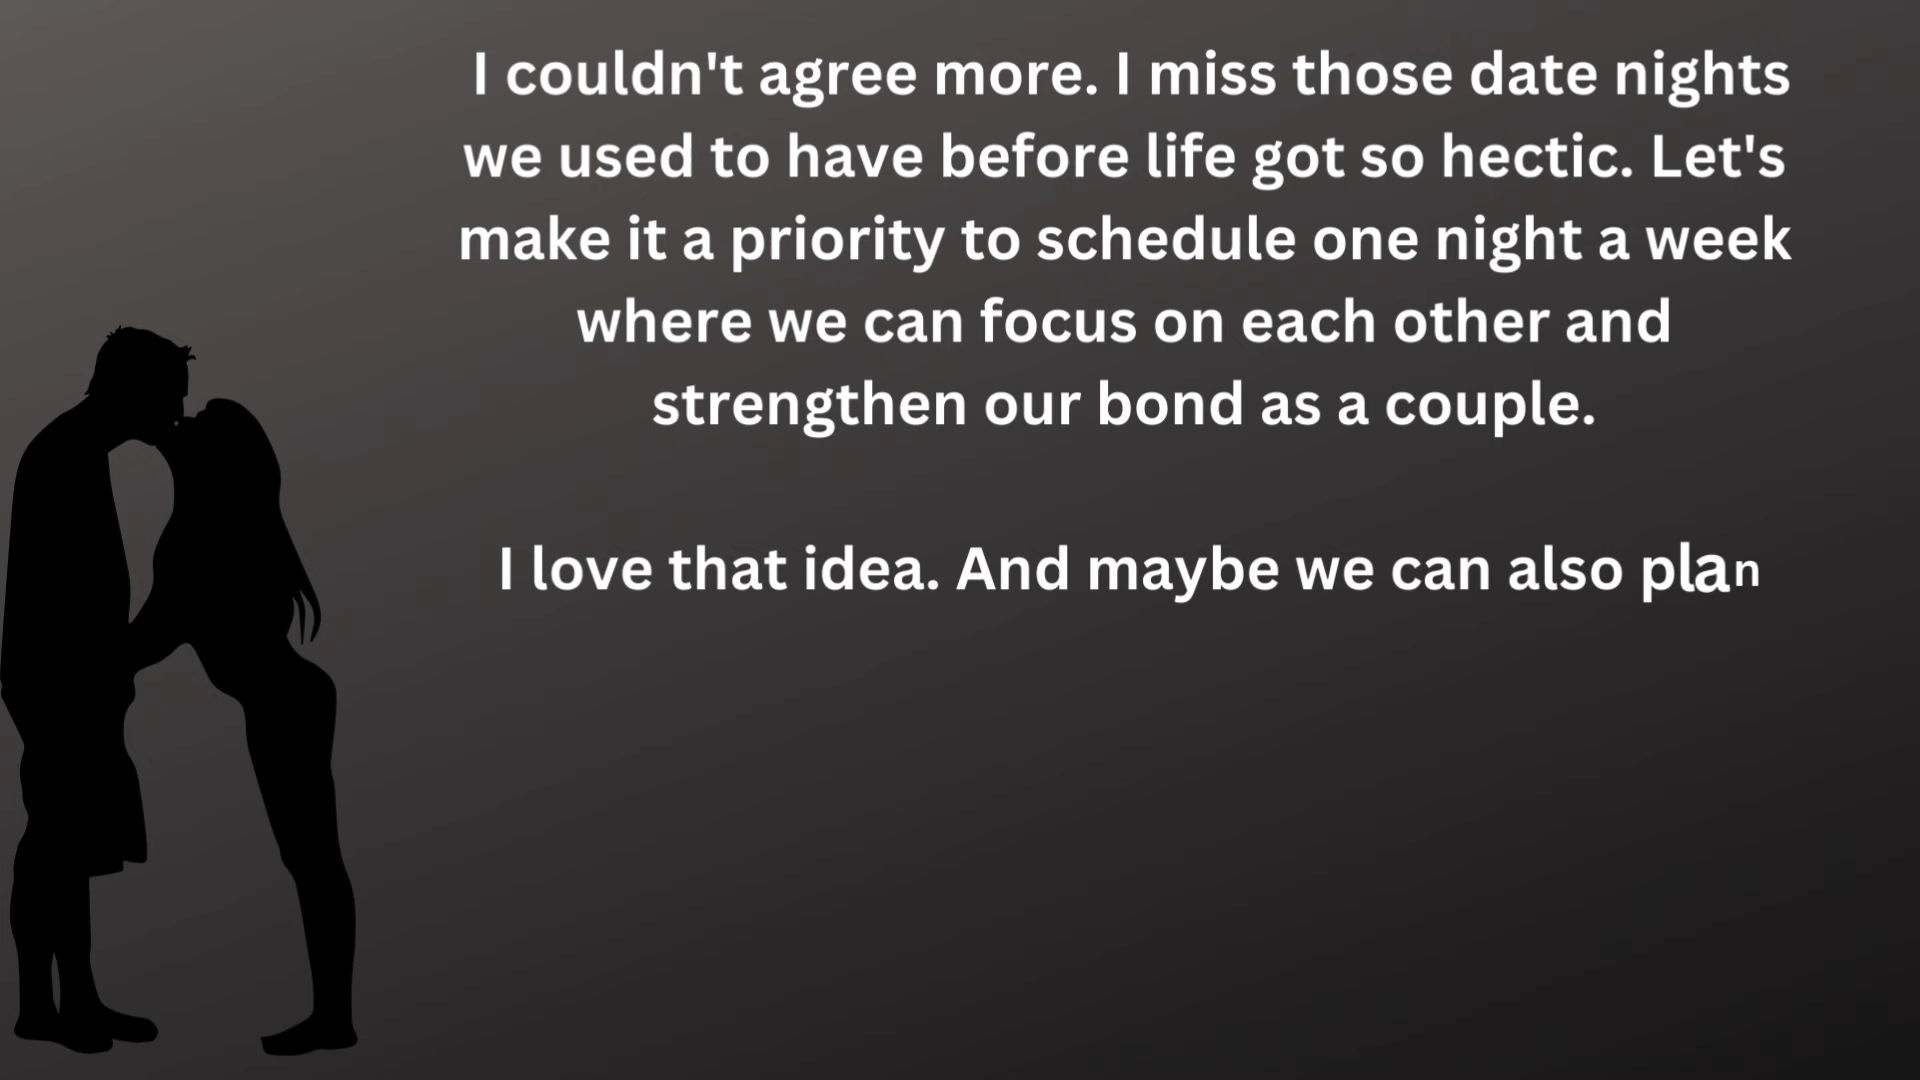 I couldn't agree more. I miss those date nights
we used to have before life got so hectic. Let's
make it a priority to schedule one night a week
where we can focus on each other and
strengthen our bond as a couple.
I love that idea. And maybe we can also plan